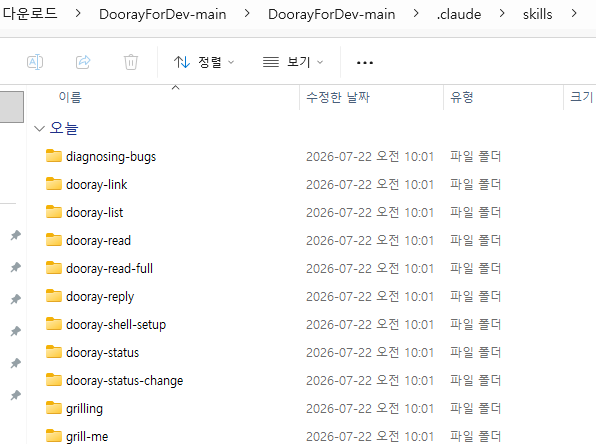 다운로드 > DoorayForDev-main > DoorayForDev-main > .claude > skills >
정렬 보기 ...
이름 수정한 날짜 유형 크기
오늘
diagnosing-bugs 2026-07-22 오전 10:01 파일 폴더
dooray-link 2026-07-22 오전 10:01 파일 폴더
dooray-list 2026-07-22 오전 10:01 파일 폴더
dooray-read 2026-07-22 오전 10:01 파일 폴더
dooray-read-full 2026-07-22 오전 10:01 파일 폴더
dooray-reply 2026-07-22 오전 10:01 파일 폴더
dooray-shell-setup 2026-07-22 오전 10:01 파일 폴더
dooray-status 2026-07-22 오전 10:01 파일 폴더
dooray-status-change 2026-07-22 오전 10:01 파일 폴더
grilling 2026-07-22 오전 10:01 파일 폴더
grill-me 2026-07-22 오전 10:01 파일 폴더